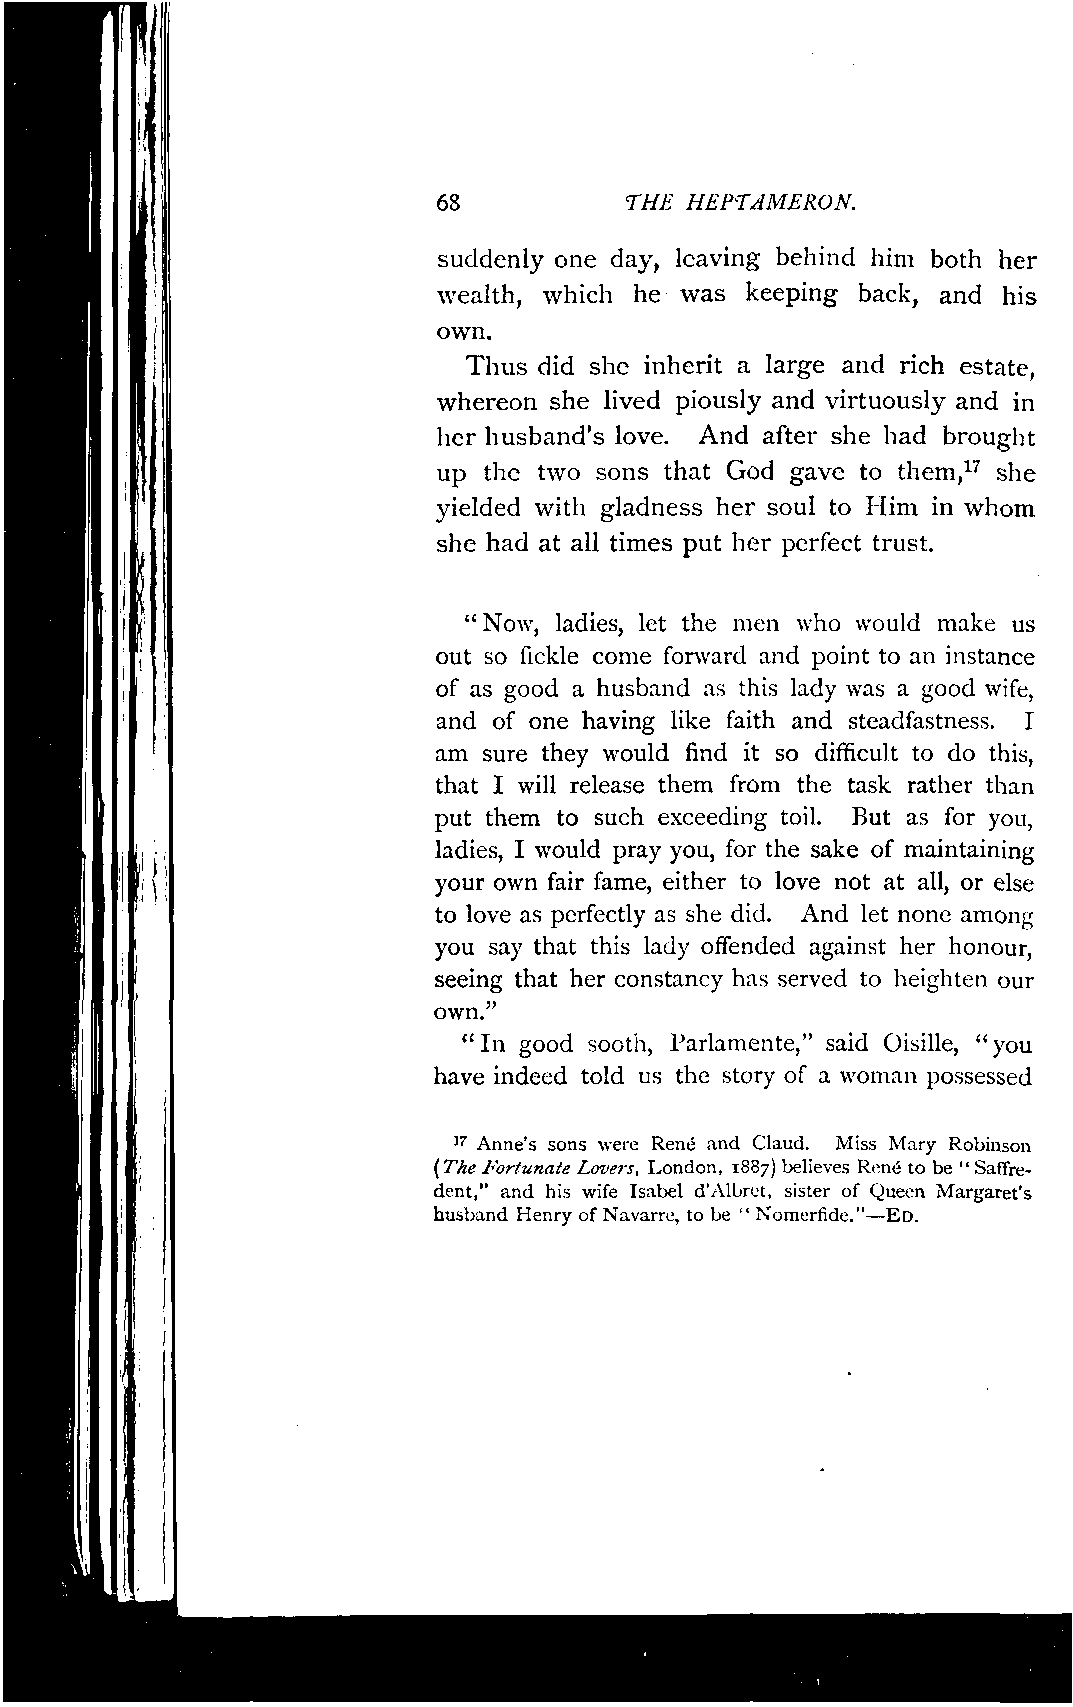 68 THE HEPTAMERON.
suddenly one day, leaving behind him both her
wealth, which he was keeping back, and his
own.
Thus did she inherit a large and rich estate,
whereon she lived piously and virtuously and in
her husband's love. And after she had brought
up the two sons that God gave to them,¹⁷ she
yielded with gladness her soul to Him in whom
she had at all times put her perfect trust.
“Now, ladies, let the men who would make us
out so fickle come forward and point to an instance
of as good a husband as this lady was a good wife,
and of one having like faith and steadfastness. I
am sure they would find it so difficult to do this,
that I will release them from the task rather than
put them to such exceeding toil. But as for you,
ladies, I would pray you, for the sake of maintaining
your own fair fame, either to love not at all, or else
to love as perfectly as she did. And let none among
you say that this lady offended against her honour,
seeing that her constancy has served to heighten our
own.”
“In good sooth, Parlamente,” said Oisille, “you
have indeed told us the story of a woman possessed
¹⁷ Anne's sons were René and Claud. Miss Mary Robinson
(The Fortunate Lovers, London, 1887) believes René to be “Saffre-
dent,” and his wife Isabel d'Albret, sister of Queen Margaret's
husband Henry of Navarre, to be “Nomerfide.”—ED.